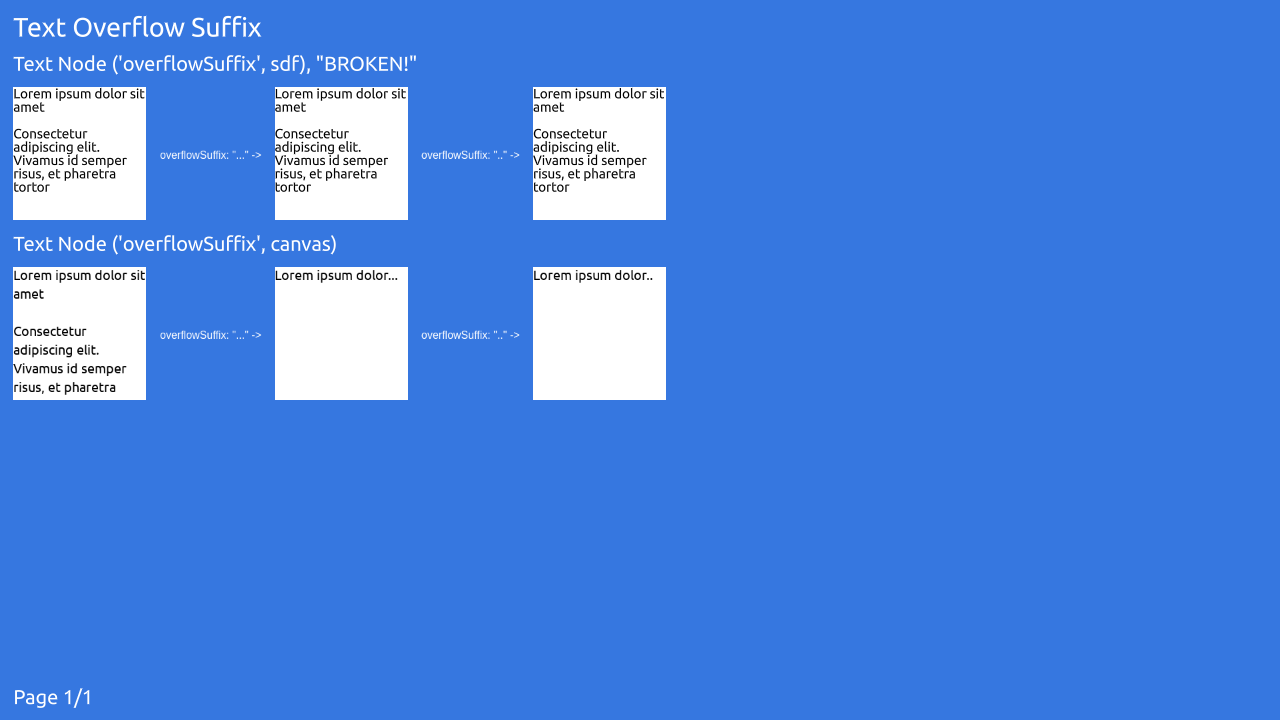 Text Overflow Suffix
Text Node ('overflowSuffix', sdf), "BROKEN!"
Lorem ipsum dolor sit
amet
Consectetur
adipiscing elit.
Vivamus id semper
risus, et pharetra
tortor
overflowSuffix: "..." ->
Lorem ipsum dolor sit
amet
Consectetur
adipiscing elit.
Vivamus id semper
risus, et pharetra
tortor
overflowSuffix: ".." ->
Lorem ipsum dolor sit
amet
Consectetur
adipiscing elit.
Vivamus id semper
risus, et pharetra
tortor
Text Node ('overflowSuffix', canvas)
Lorem ipsum dolor sit
amet
Consectetur
adipiscing elit.
Vivamus id semper
risus, et pharetra
overflowSuffix: "..." ->
Lorem ipsum dolor...
overflowSuffix: ".." ->
Lorem ipsum dolor..
Page 1/1